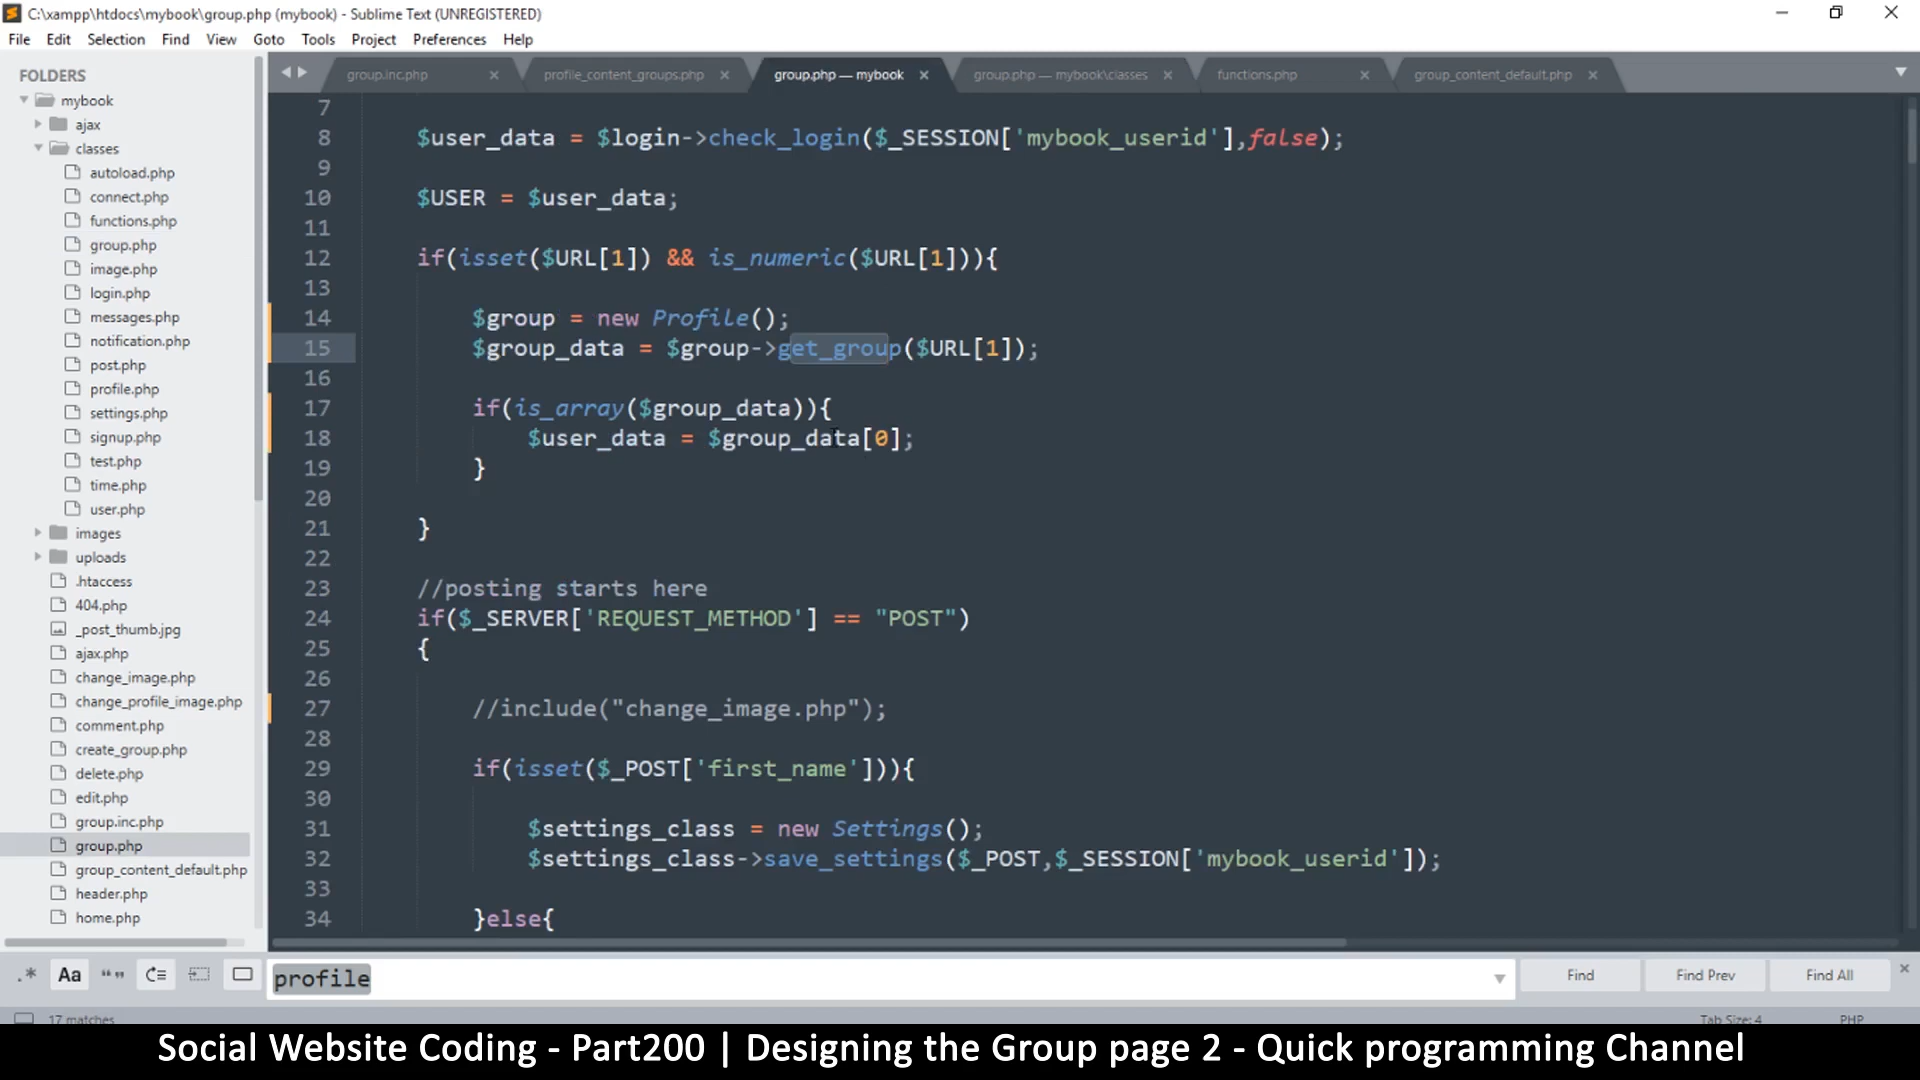 C:\xampp\htdocs\mybook\group.php (mybook) - Sublime Text (UNREGISTERED)
File Edit Selection Find View Goto Tools Project Preferences Help
FOLDERS
mybook
ajax
classes
autoload.php
connect.php
functions.php
group.php
image.php
login.php
messages.php
notification.php
post.php
profile.php
settings.php
signup.php
test.php
time.php
user.php
images
uploads
.htaccess
404.php
_post_thumb.jpg
ajax.php
change_image.php
change_profile_image.php
comment.php
create_group.php
delete.php
edit.php
group.inc.php
group.php
group_content_default.php
header.php
home.php
group.inc.php × profile_content_groups.php × group.php — mybook × group.php — mybook\classes × functions.php × group_content_default.php ×
7
8 $user_data = $login->check_login($_SESSION['mybook_userid'],false);
9
10 $USER = $user_data;
11
12 if(isset($URL[1]) && is_numeric($URL[1])){
13
14 $group = new Profile();
15 $group_data = $group->get_group($URL[1]);
16
17 if(is_array($group_data)){
18 $user_data = $group_data[0];
19 }
20
21 }
22
23 //posting starts here
24 if($_SERVER['REQUEST_METHOD'] == "POST")
25 {
26
27 //include("change_image.php");
28
29 if(isset($_POST['first_name'])){
30
31 $settings_class = new Settings();
32 $settings_class->save_settings($_POST,$_SESSION['mybook_userid']);
33
34 }else{
.* Aa “” profile Find Find Prev Find All ×
17 matches Tab Size: 4 PHP
Social Website Coding - Part200 | Designing the Group page 2 - Quick programming Channel